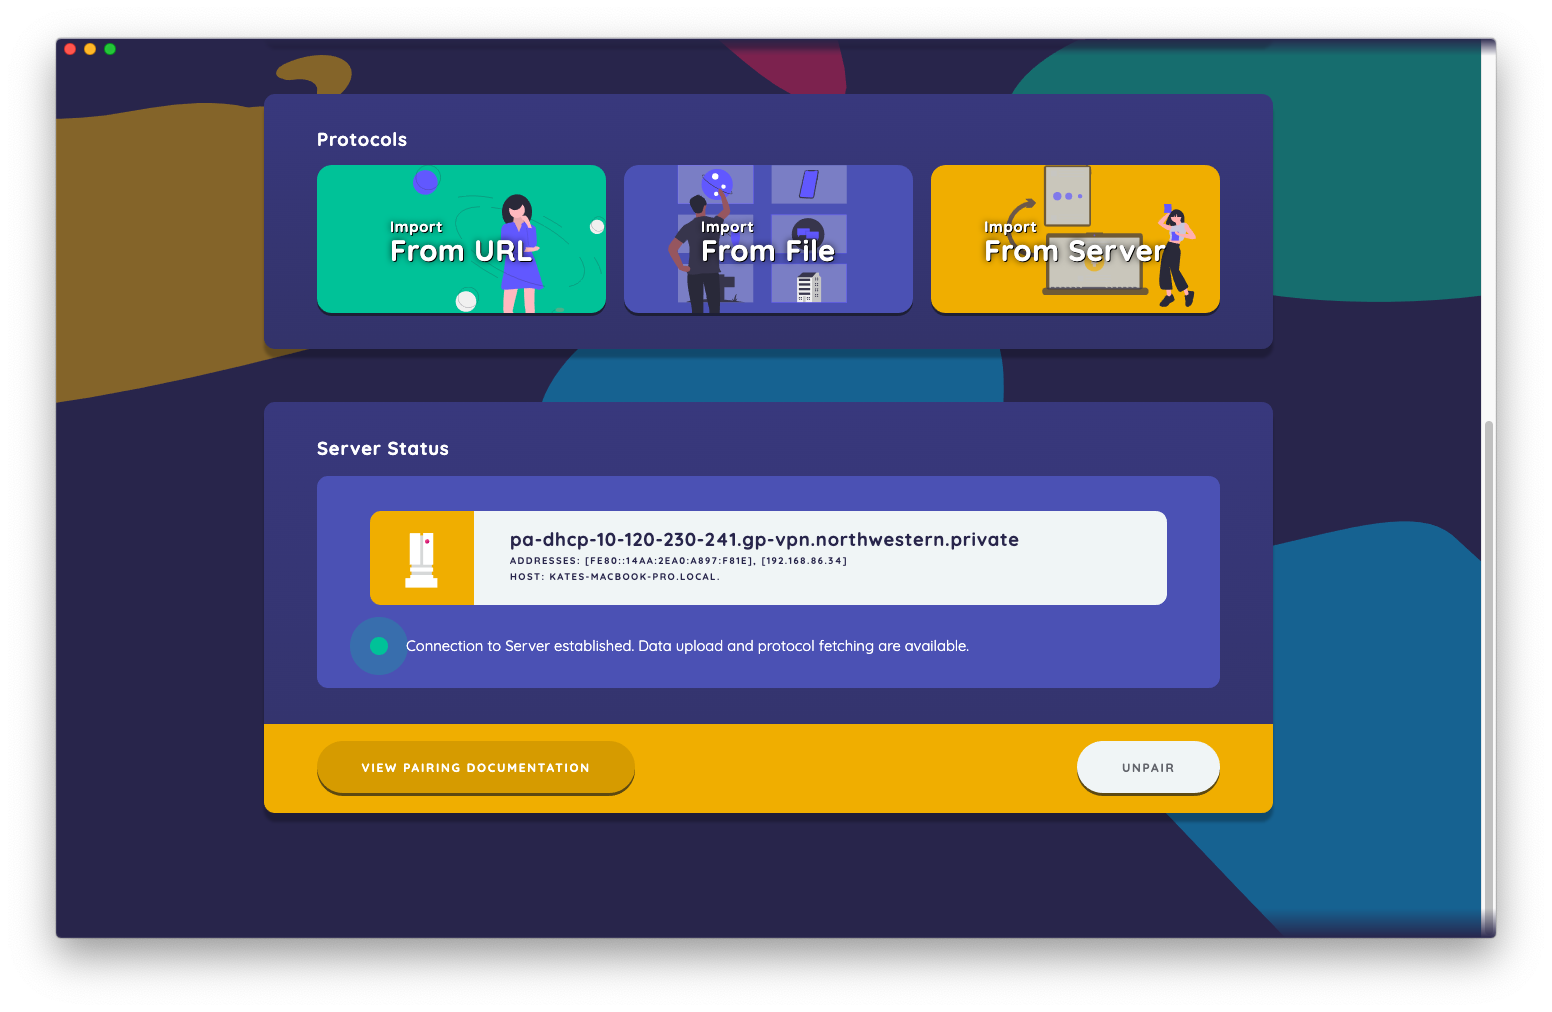 Protocols
Import
From URL
Import
From File
Import
From Server
Server Status
pa-dhcp-10-120-230-241.gp-vpn.northwestern.private
ADDRESSES: [FE80::14AA:2EA0:A897:F81E], [192.168.86.34]
HOST: KATES-MACBOOK-PRO.LOCAL.
Connection to Server established. Data upload and protocol fetching are available.
VIEW PAIRING DOCUMENTATION
UNPAIR